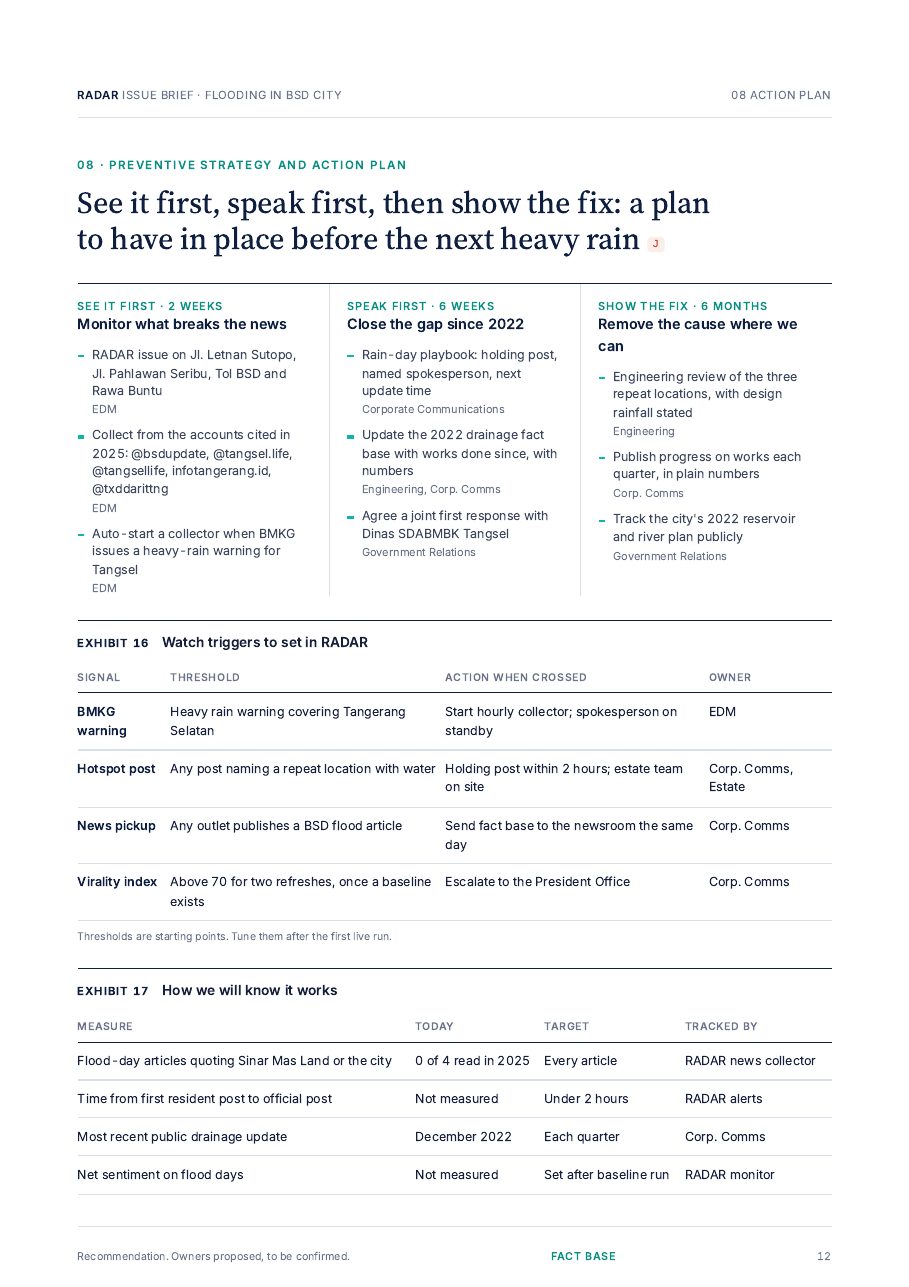 RADAR ISSUE BRIEF · FLOODING IN BSD CITY
08 ACTION PLAN
08 · PREVENTIVE STRATEGY AND ACTION PLAN
See it first, speak first, then show the fix: a plan
to have in place before the next heavy rain J
SEE IT FIRST · 2 WEEKS
Monitor what breaks the news
– RADAR issue on Jl. Letnan Sutopo,
Jl. Pahlawan Seribu, Tol BSD and
Rawa Buntu
EDM
– Collect from the accounts cited in
2025: @bsdupdate, @tangsel.life,
@tangsellife, infotangerang.id,
@txddarittng
EDM
– Auto-start a collector when BMKG
issues a heavy-rain warning for
Tangsel
EDM
SPEAK FIRST · 6 WEEKS
Close the gap since 2022
– Rain-day playbook: holding post,
named spokesperson, next
update time
Corporate Communications
– Update the 2022 drainage fact
base with works done since, with
numbers
Engineering, Corp. Comms
– Agree a joint first response with
Dinas SDABMBK Tangsel
Government Relations
SHOW THE FIX · 6 MONTHS
Remove the cause where we
can
– Engineering review of the three
repeat locations, with design
rainfall stated
Engineering
– Publish progress on works each
quarter, in plain numbers
Corp. Comms
– Track the city's 2022 reservoir
and river plan publicly
Government Relations
EXHIBIT 16 Watch triggers to set in RADAR
SIGNAL THRESHOLD ACTION WHEN CROSSED OWNER
BMKG Heavy rain warning covering Tangerang Start hourly collector; spokesperson on EDM
warning Selatan standby
Hotspot post Any post naming a repeat location with water Holding post within 2 hours; estate team Corp. Comms,
on site Estate
News pickup Any outlet publishes a BSD flood article Send fact base to the newsroom the same Corp. Comms
day
Virality index Above 70 for two refreshes, once a baseline Escalate to the President Office Corp. Comms
exists
Thresholds are starting points. Tune them after the first live run.
EXHIBIT 17 How we will know it works
MEASURE TODAY TARGET TRACKED BY
Flood-day articles quoting Sinar Mas Land or the city 0 of 4 read in 2025 Every article RADAR news collector
Time from first resident post to official post Not measured Under 2 hours RADAR alerts
Most recent public drainage update December 2022 Each quarter Corp. Comms
Net sentiment on flood days Not measured Set after baseline run RADAR monitor
Recommendation. Owners proposed, to be confirmed. FACT BASE 12